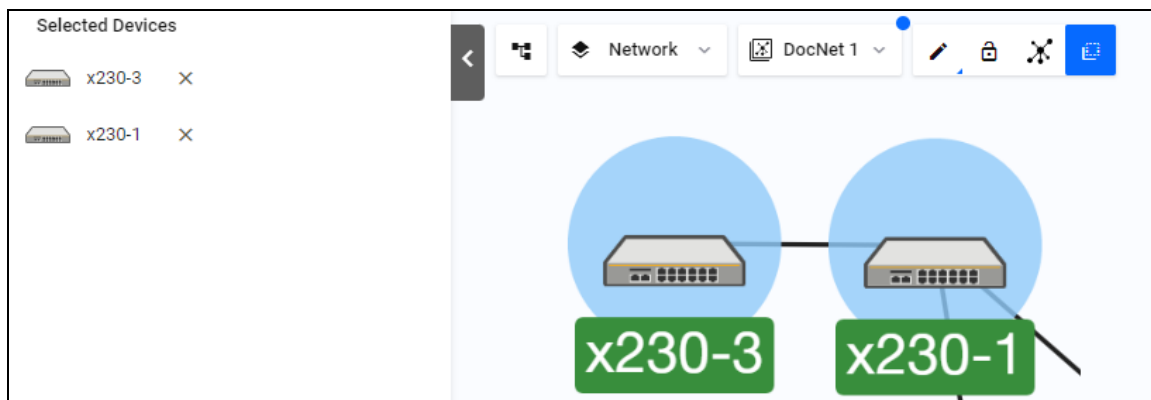 Selected Devices
x230-3
x230-1
Network
DocNet 1
x230-3
x230-1